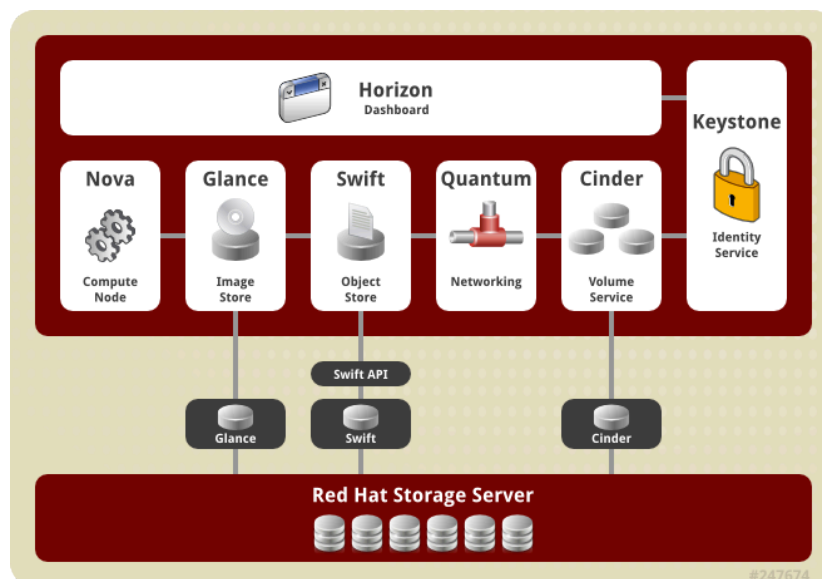 Horizon
Dashboard
Keystone
Identity
Service
Nova
Compute
Node
Glance
Image
Store
Swift
Object
Store
Quantum
Networking
Cinder
Volume
Service
Swift API
Glance
Swift
Cinder
Red Hat Storage Server
#247674